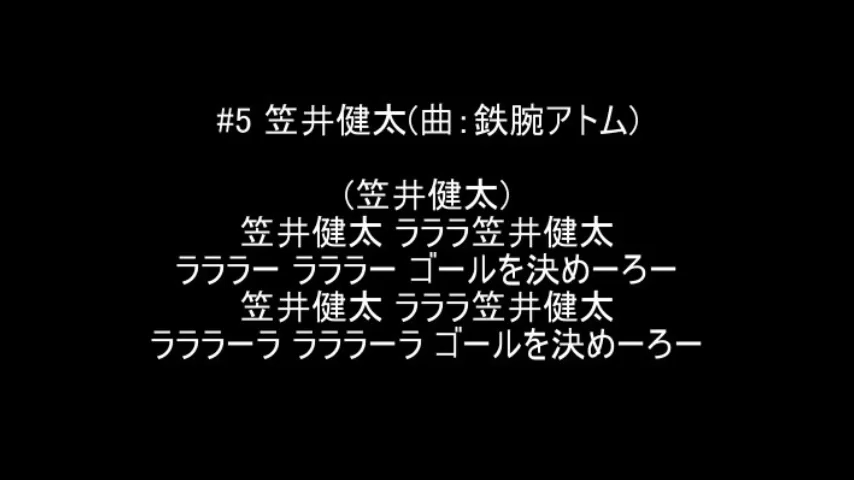 #5 笠井健太(曲：鉄腕アトム)
(笠井健太)
笠井健太 ラララ笠井健太
ラララー ラララー ゴールを決めーろー
笠井健太 ラララ笠井健太
ラララーラ ラララーラ ゴールを決めーろー